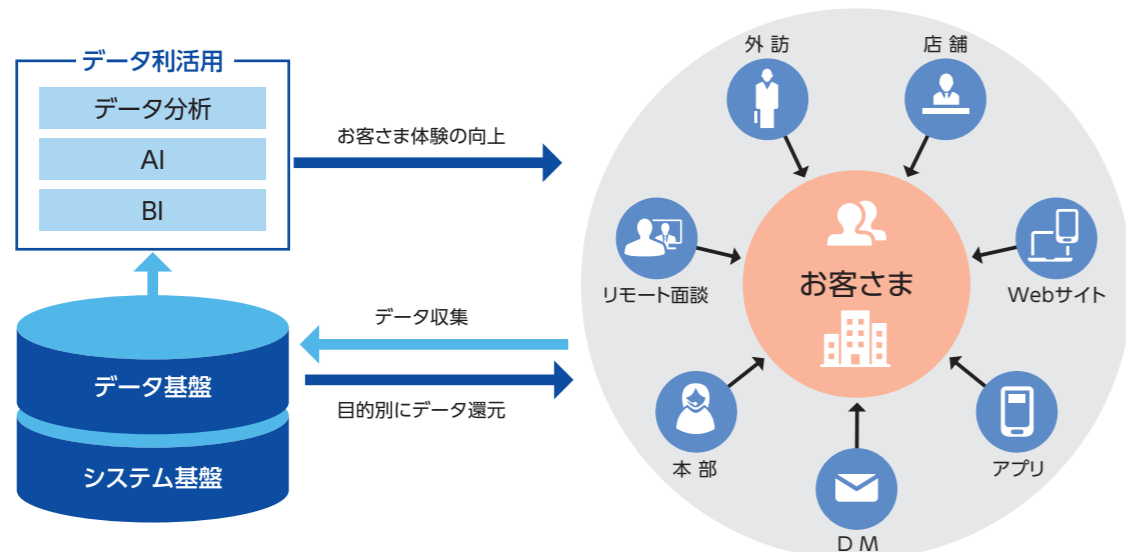 データ利活用
データ分析
AI
BI
お客さま体験の向上
データ収集
目的別にデータ還元
データ基盤
システム基盤
外 訪
店 舗
リモート面談
お客さま
Webサイト
本 部
アプリ
D M